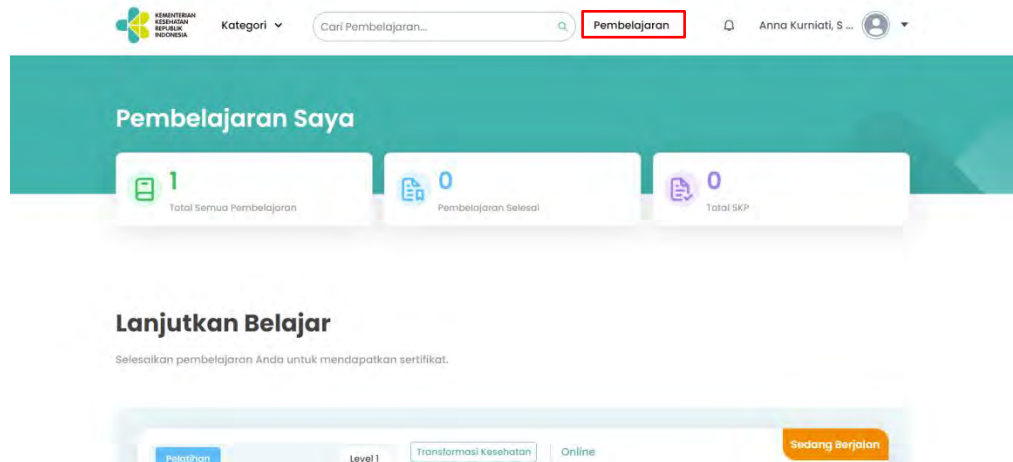 KEMENTERIAN
KESEHATAN
REPUBLIK
INDONESIA
Kategori
Cari Pembelajaran...
Pembelajaran
Anna Kurniati, S ...
Pembelajaran Saya
1
Total Semua Pembelajaran
0
Pembelajaran Selesai
0
Total SKP
Lanjutkan Belajar
Selesaikan pembelajaran Anda untuk mendapatkan sertifikat.
Pelatihan
Level 1
Transformasi Kesehatan
Online
Sedang Berjalan